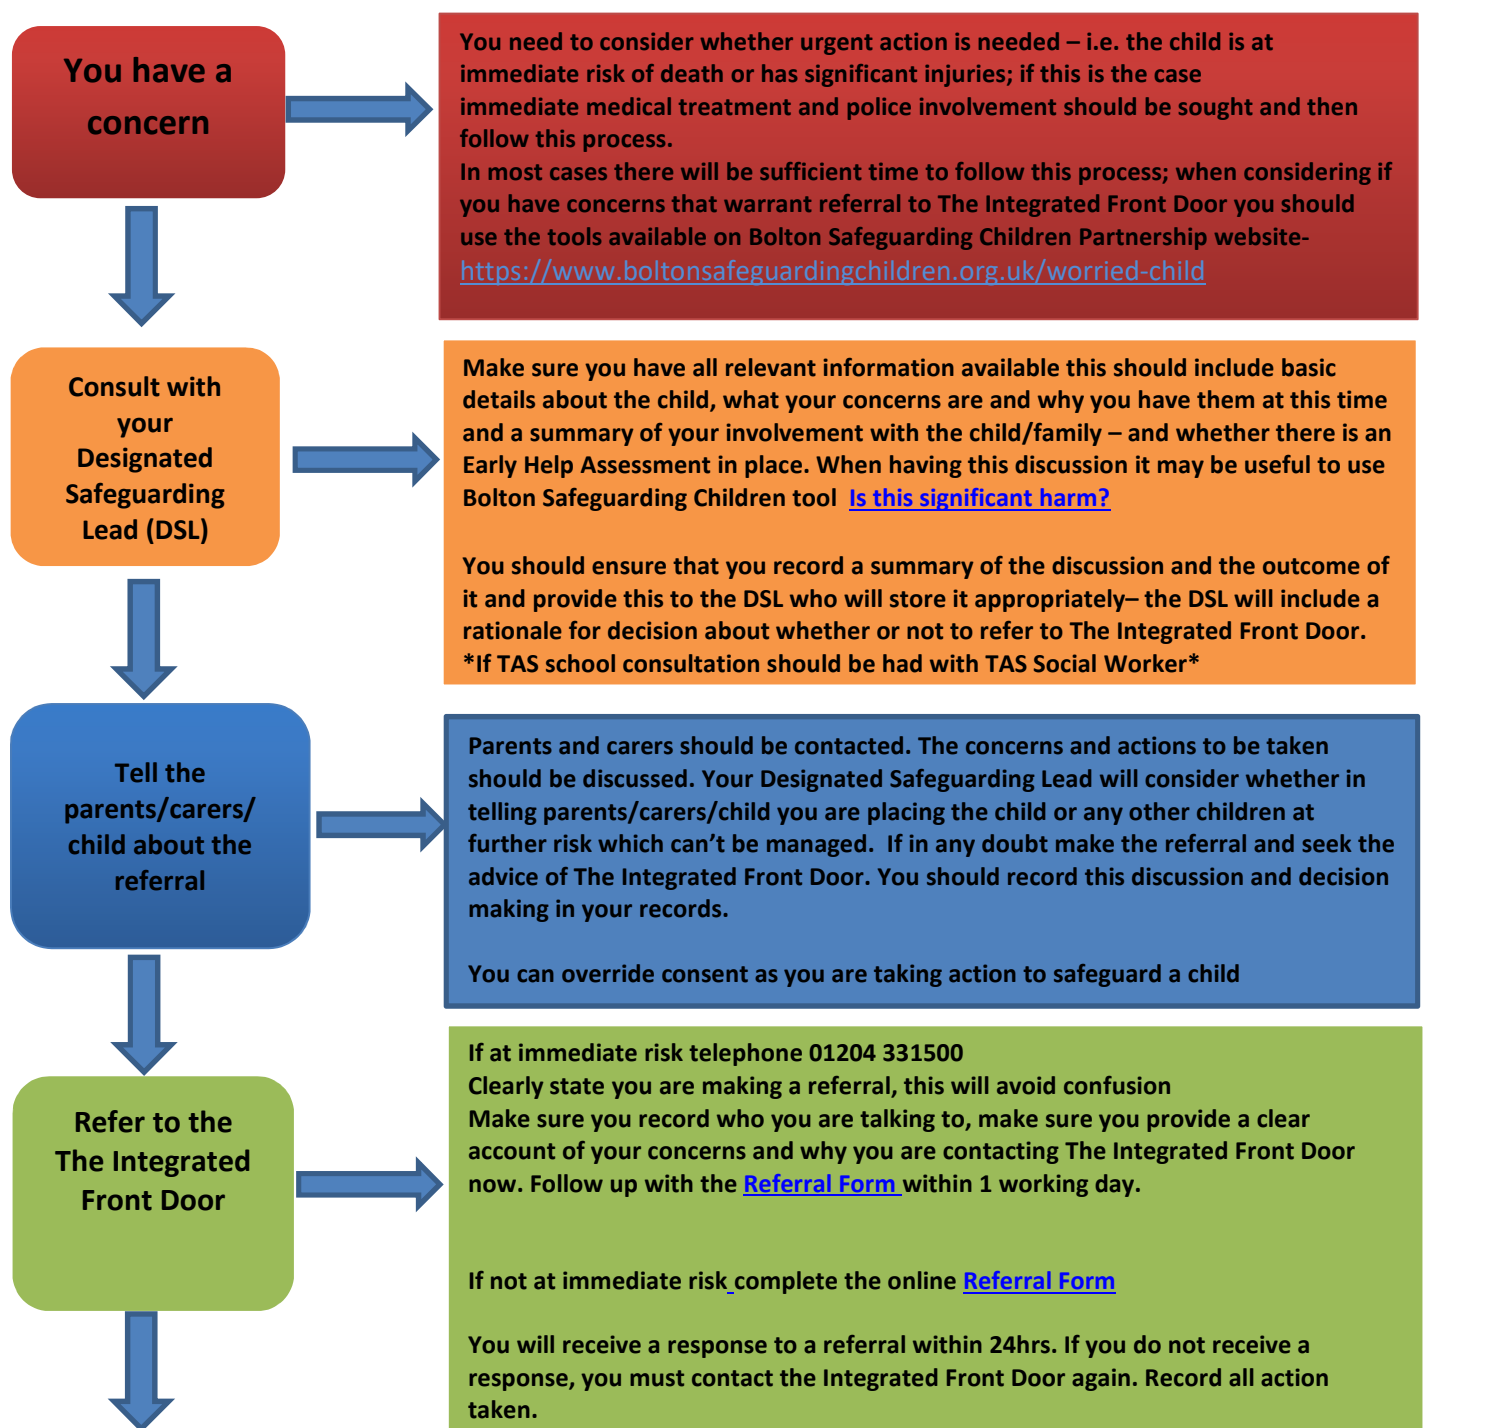 You have a
concern
You need to consider whether urgent action is needed – i.e. the child is at
immediate risk of death or has significant injuries; if this is the case
immediate medical treatment and police involvement should be sought and then
follow this process.
In most cases there will be sufficient time to follow this process; when considering if
you have concerns that warrant referral to The Integrated Front Door you should
use the tools available on Bolton Safeguarding Children Partnership website-
https://www.boltonsafeguardingchildren.org.uk/worried-child
Consult with
your
Designated
Safeguarding
Lead (DSL)
Make sure you have all relevant information available this should include basic
details about the child, what your concerns are and why you have them at this time
and a summary of your involvement with the child/family – and whether there is an
Early Help Assessment in place. When having this discussion it may be useful to use
Bolton Safeguarding Children tool  Is this significant harm?
You should ensure that you record a summary of the discussion and the outcome of
it and provide this to the DSL who will store it appropriately– the DSL will include a
rationale for decision about whether or not to refer to The Integrated Front Door.
*If TAS school consultation should be had with TAS Social Worker*
Tell the
parents/carers/
child about the
referral
Parents and carers should be contacted. The concerns and actions to be taken
should be discussed. Your Designated Safeguarding Lead will consider whether in
telling parents/carers/child you are placing the child or any other children at
further risk which can’t be managed.  If in any doubt make the referral and seek the
advice of The Integrated Front Door. You should record this discussion and decision
making in your records.
You can override consent as you are taking action to safeguard a child
Refer to the
The Integrated
Front Door
If at immediate risk telephone 01204 331500
Clearly state you are making a referral, this will avoid confusion
Make sure you record who you are talking to, make sure you provide a clear
account of your concerns and why you are contacting The Integrated Front Door
now. Follow up with the Referral Form within 1 working day.
If not at immediate risk complete the online Referral Form
You will receive a response to a referral within 24hrs. If you do not receive a
response, you must contact the Integrated Front Door again. Record all action
taken.